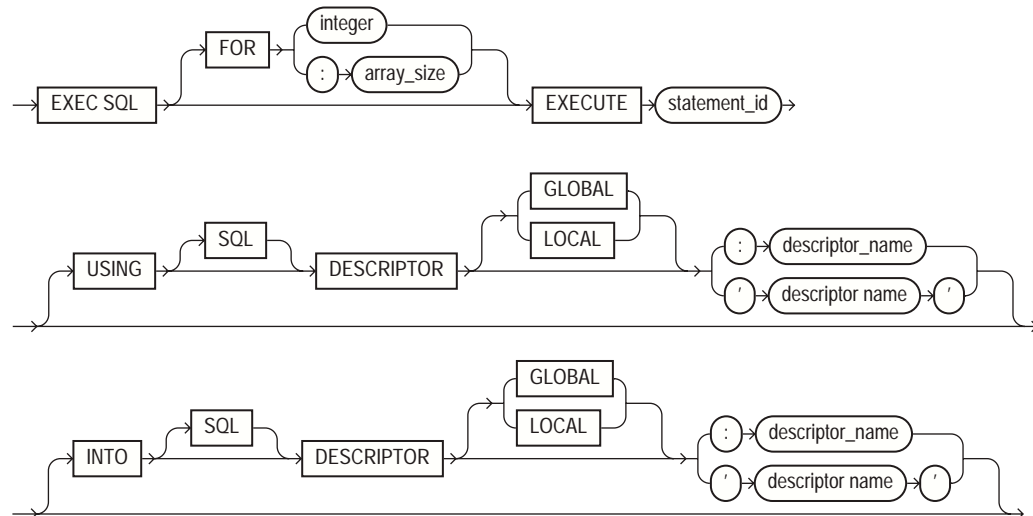 integer
FOR
: array_size
EXEC SQL EXECUTE statement_id
GLOBAL
SQL LOCAL : descriptor_name
USING DESCRIPTOR ' descriptor name '
GLOBAL
SQL LOCAL : descriptor_name
INTO DESCRIPTOR ' descriptor name '